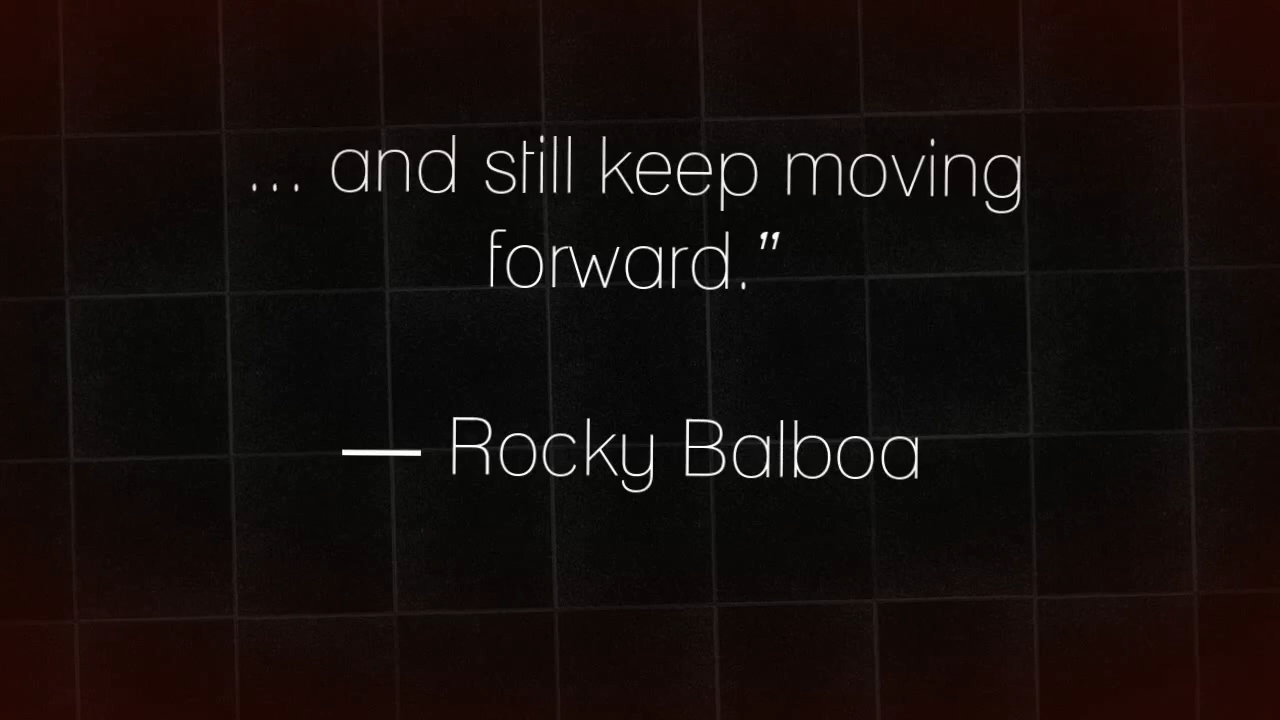 ... and still keep moving
forward.”
— Rocky Balboa